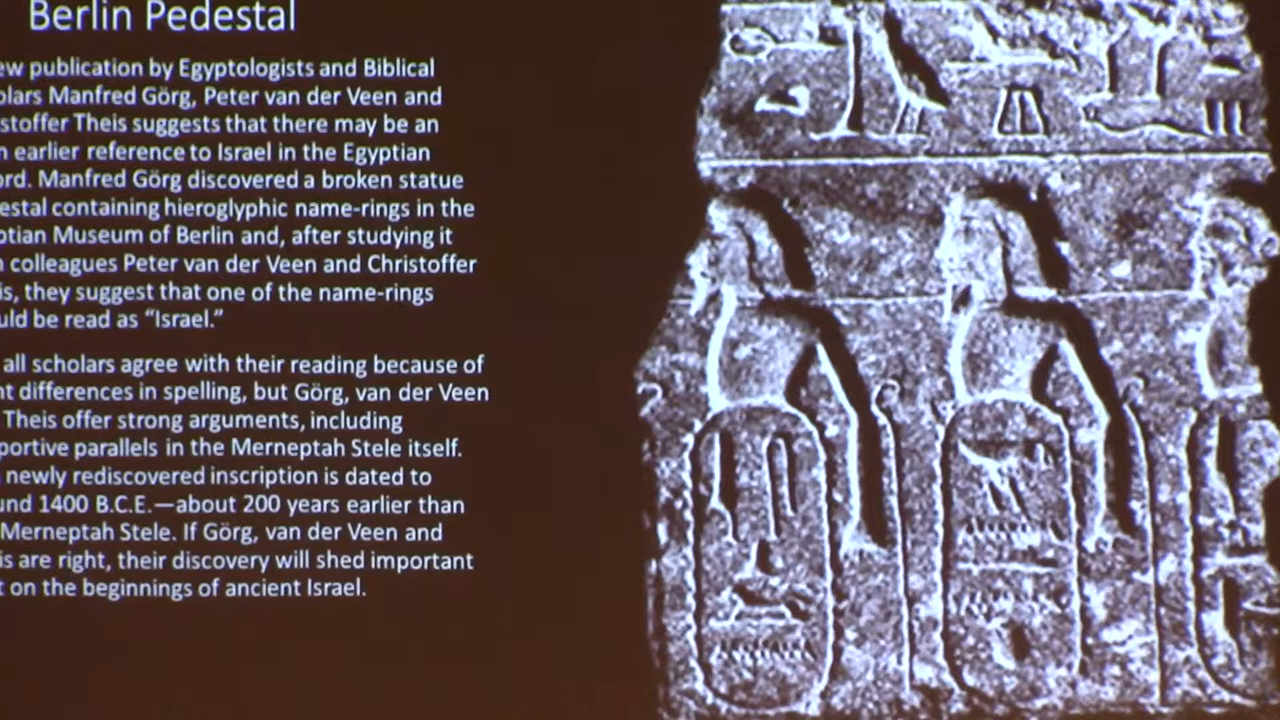 Berlin Pedestal
ew publication by Egyptologists and Biblical
olars Manfred Görg, Peter van der Veen and
stoffer Theis suggests that there may be an
n earlier reference to Israel in the Egyptian
ord. Manfred Görg discovered a broken statue
estal containing hieroglyphic name-rings in the
ptian Museum of Berlin and, after studying it
n colleagues Peter van der Veen and Christoffer
is, they suggest that one of the name-rings
uld be read as “Israel.”
all scholars agree with their reading because of
nt differences in spelling, but Görg, van der Veen
Theis offer strong arguments, including
portive parallels in the Merneptah Stele itself.
newly rediscovered inscription is dated to
und 1400 B.C.E.—about 200 years earlier than
Merneptah Stele. If Görg, van der Veen and
is are right, their discovery will shed important
t on the beginnings of ancient Israel.